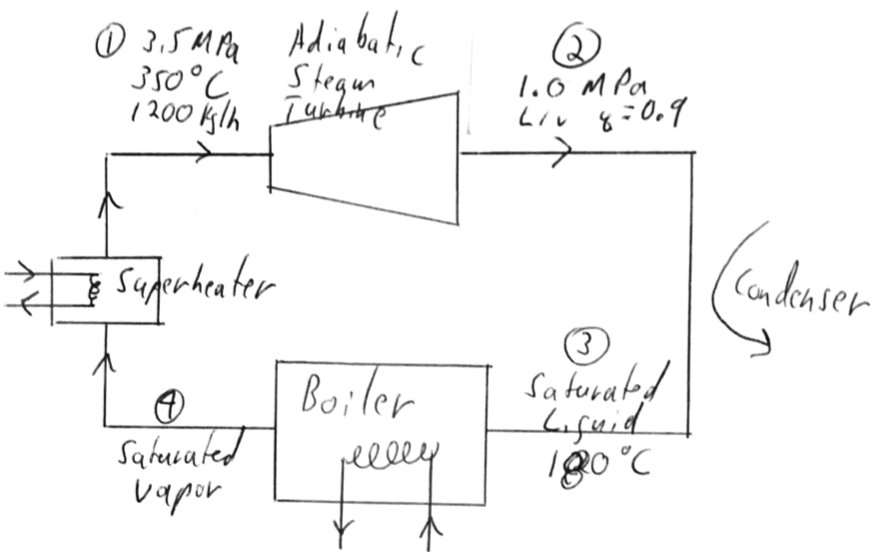 ① 3.5 MPa
350°C
1200 kg/h
Adiabatic
Steam
Turbine
②
1.0 MPa
L/v q=0.9
Superheater
Condenser
③
Saturated
Liquid
180°C
Boiler
④
Saturated
vapor